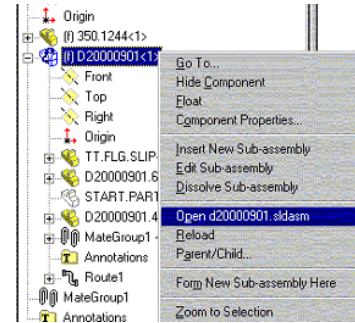 Origin
(f) 350.1244<1>
(f) D20000901<1>
Front
Top
Right
Origin
TT.FLG.SLIP-
D20000901.6
START.PART
D20000901.4
MateGroup1 -
Annotations
Route1
MateGroup1
Annotations
Go To...
Hide Component
Float
Component Properties...
Insert New Sub-assembly
Edit Sub-assembly
Dissolve Sub-assembly
Open d20000901.sldasm
Reload
Parent/Child...
Form New Sub-assembly Here
Zoom to Selection